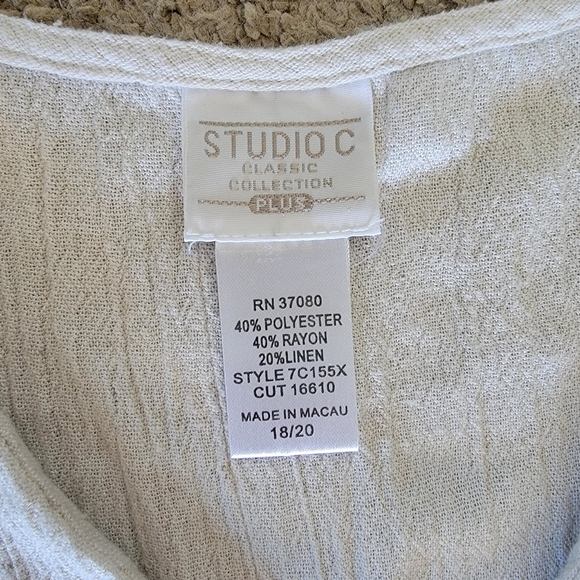 STUDIO C
CLASSIC
COLLECTION
PLUS
RN 37080
40% POLYESTER
40% RAYON
20%LINEN
STYLE 7C155X
CUT 16610
MADE IN MACAU
18/20